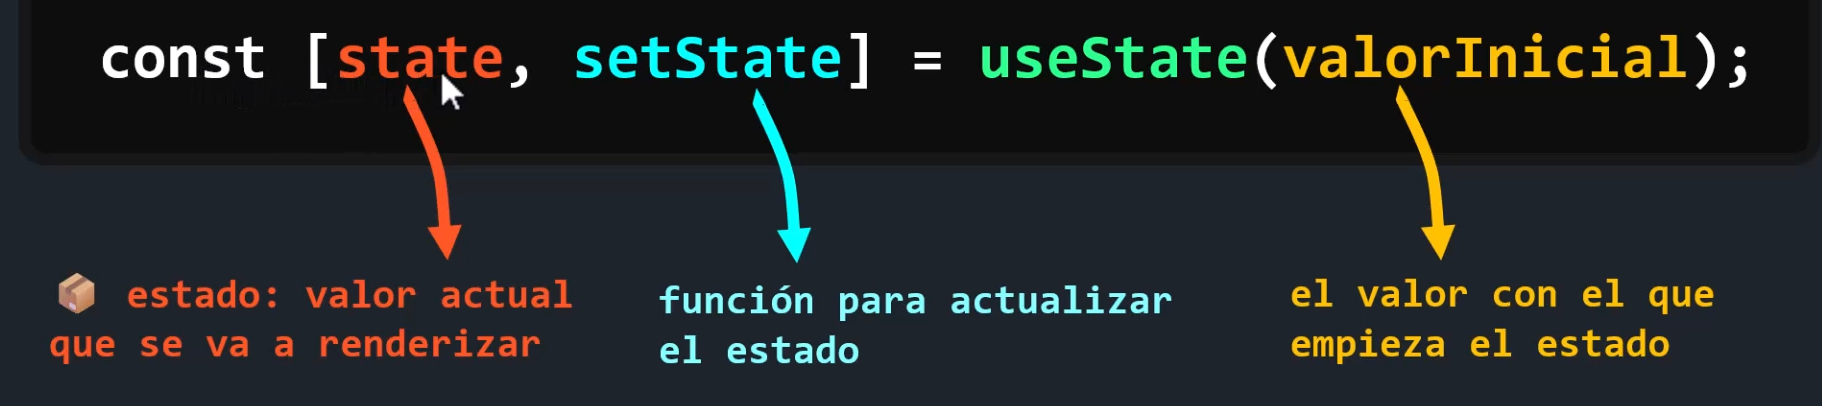 const [state, setState] = useState(valorInicial);
📦 estado: valor actual
que se va a renderizar
función para actualizar
el estado
el valor con el que
empieza el estado